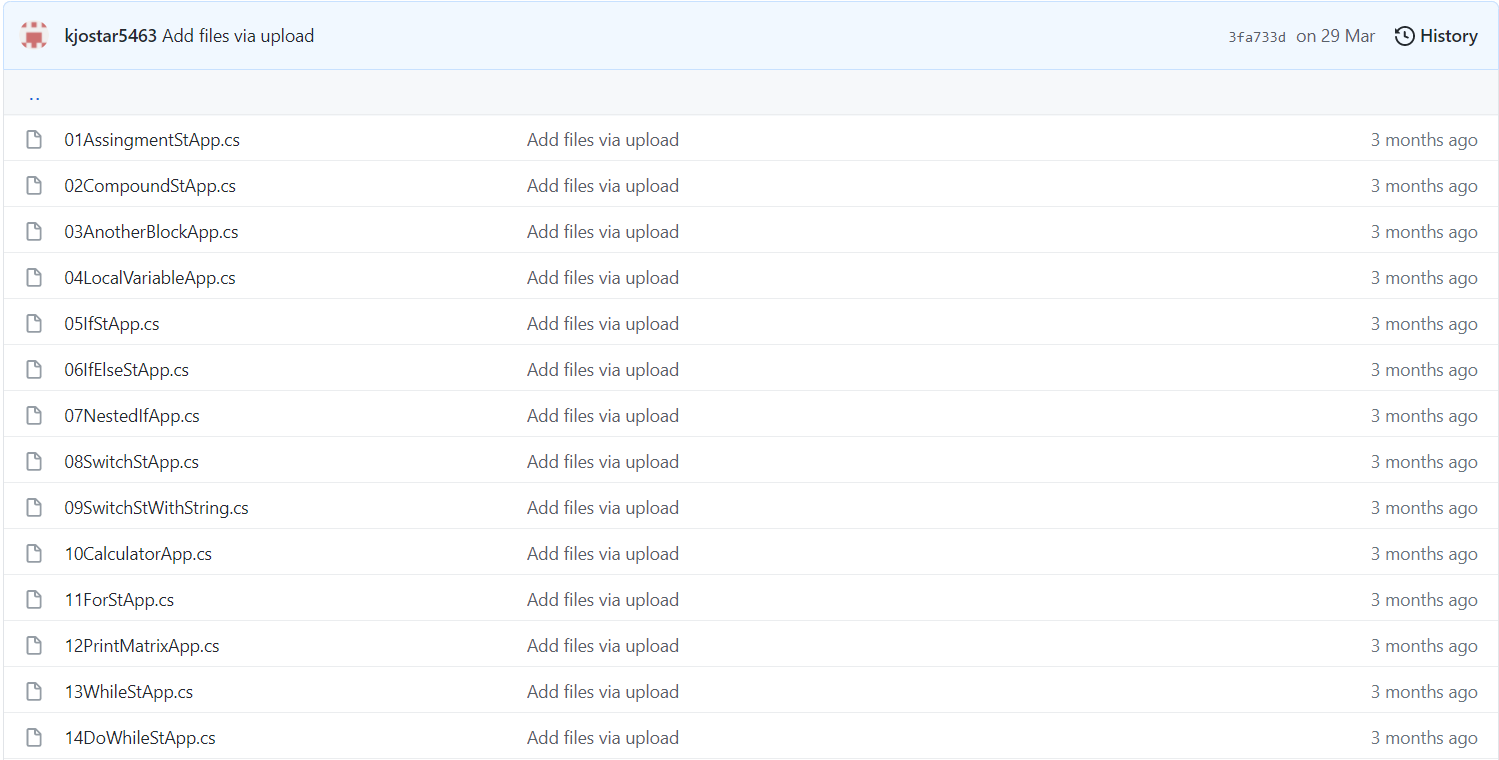 kjostar5463 Add files via upload 3fa733d on 29 Mar History
..
01AssingmentStApp.cs Add files via upload 3 months ago
02CompoundStApp.cs Add files via upload 3 months ago
03AnotherBlockApp.cs Add files via upload 3 months ago
04LocalVariableApp.cs Add files via upload 3 months ago
05IfStApp.cs Add files via upload 3 months ago
06IfElseStApp.cs Add files via upload 3 months ago
07NestedIfApp.cs Add files via upload 3 months ago
08SwitchStApp.cs Add files via upload 3 months ago
09SwitchStWithString.cs Add files via upload 3 months ago
10CalculatorApp.cs Add files via upload 3 months ago
11ForStApp.cs Add files via upload 3 months ago
12PrintMatrixApp.cs Add files via upload 3 months ago
13WhileStApp.cs Add files via upload 3 months ago
14DoWhileStApp.cs Add files via upload 3 months ago